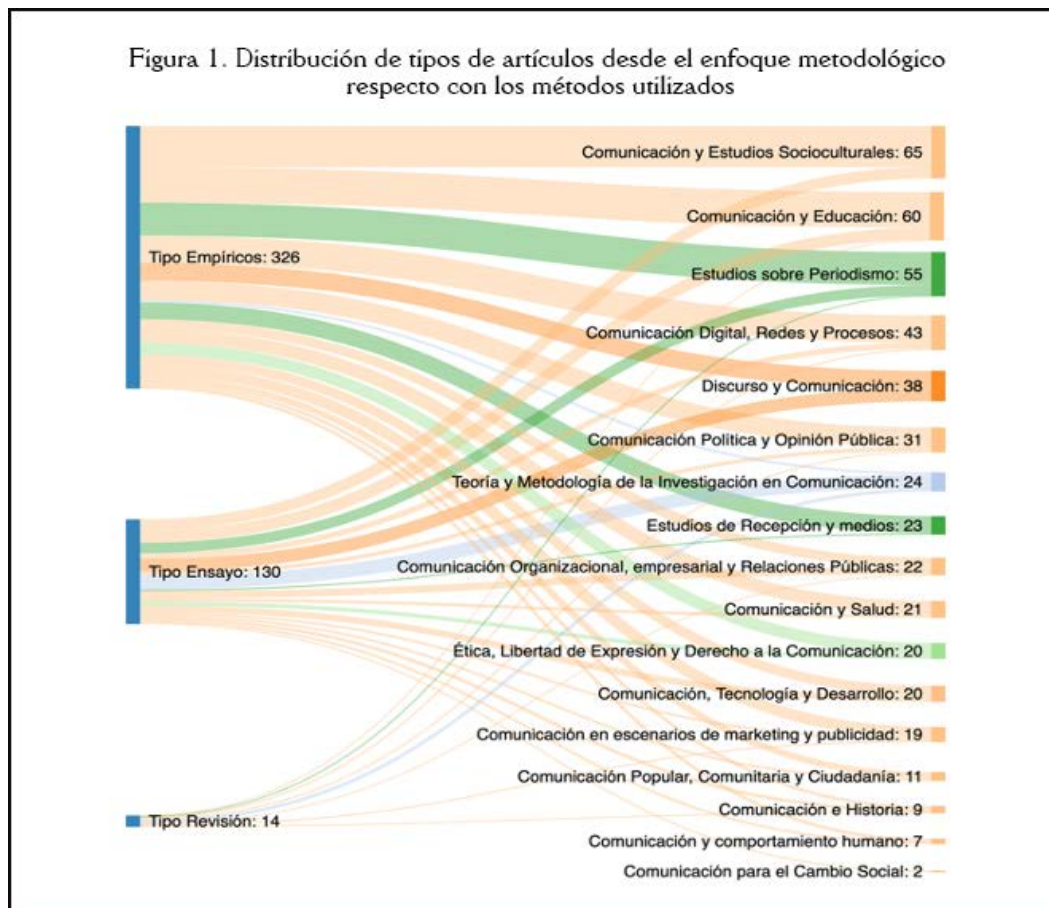 Figura 1. Distribución de tipos de artículos desde el enfoque metodológico
respecto con los métodos utilizados
Tipo Empíricos: 326
Tipo Ensayo: 130
Tipo Revisión: 14
Comunicación y Estudios Socioculturales: 65
Comunicación y Educación: 60
Estudios sobre Periodismo: 55
Comunicación Digital, Redes y Procesos: 43
Discurso y Comunicación: 38
Comunicación Política y Opinión Pública: 31
Teoría y Metodología de la Investigación en Comunicación: 24
Estudios de Recepción y medios: 23
Comunicación Organizacional, empresarial y Relaciones Públicas: 22
Comunicación y Salud: 21
Ética, Libertad de Expresión y Derecho a la Comunicación: 20
Comunicación, Tecnología y Desarrollo: 20
Comunicación en escenarios de marketing y publicidad: 19
Comunicación Popular, Comunitaria y Ciudadanía: 11
Comunicación e Historia: 9
Comunicación y comportamiento humano: 7
Comunicación para el Cambio Social: 2